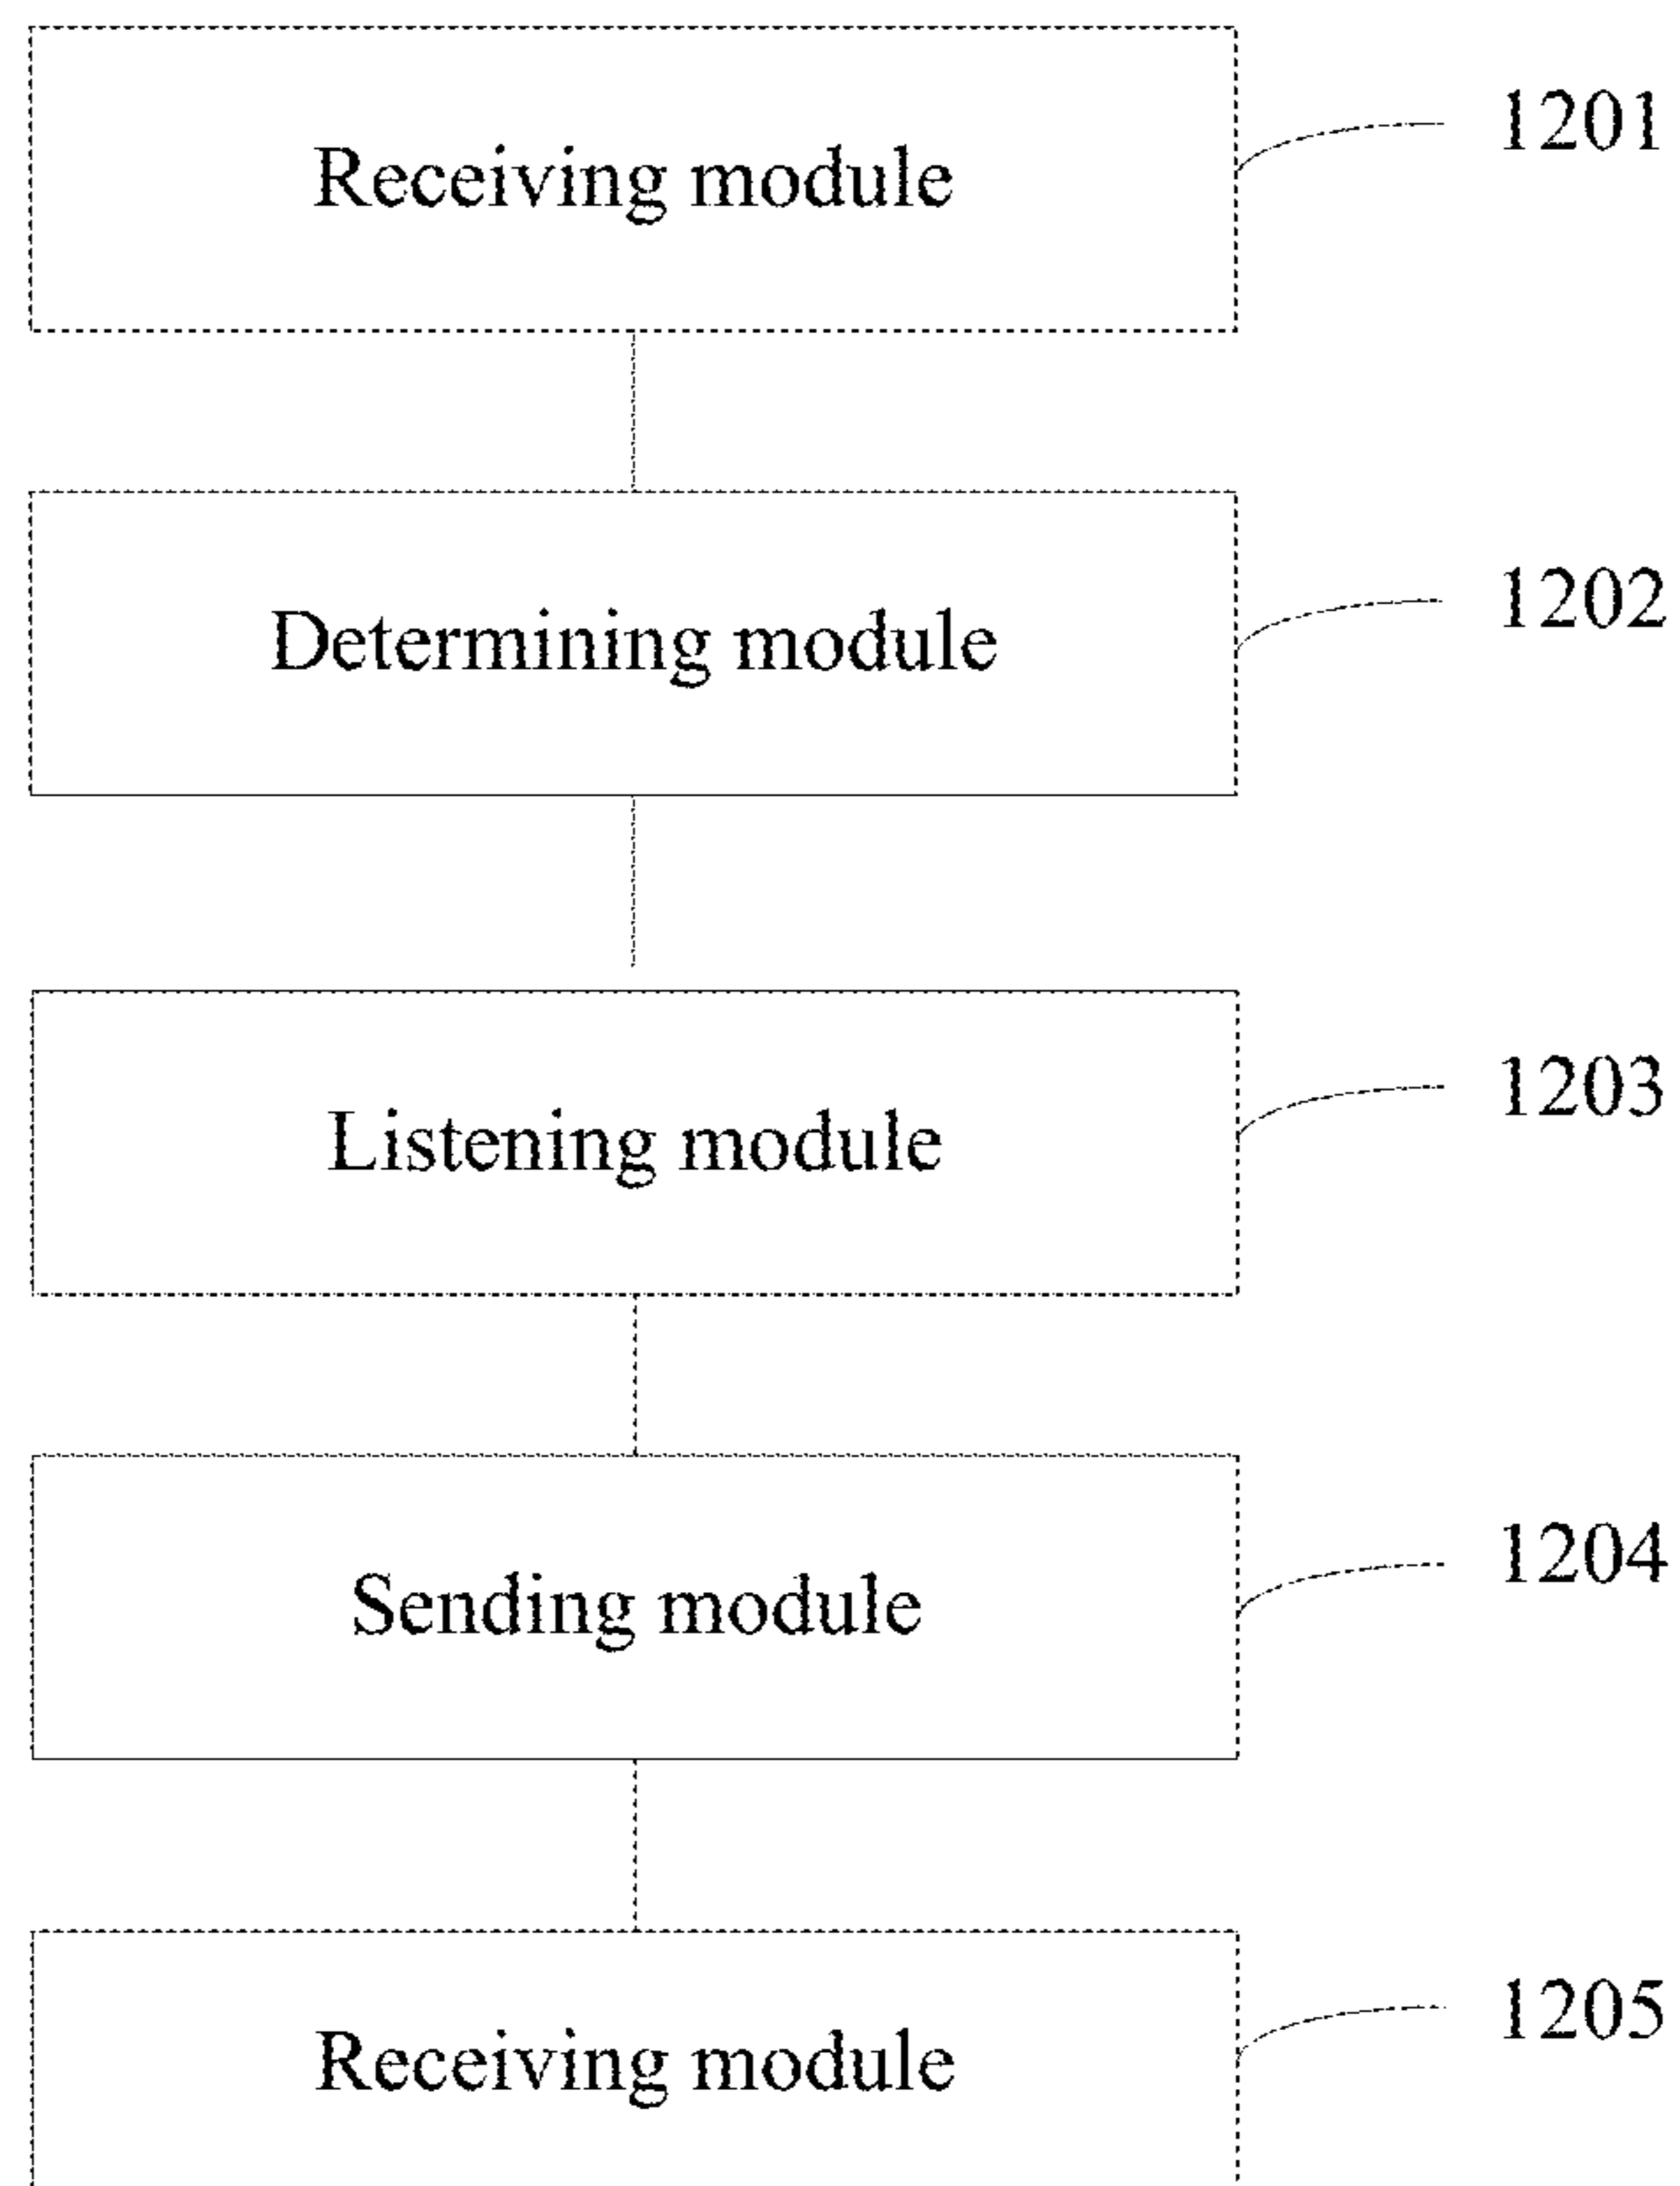 Receiving module
1201
Determining module
1202
Listening module
1203
Sending module
1204
Receiving module
1205